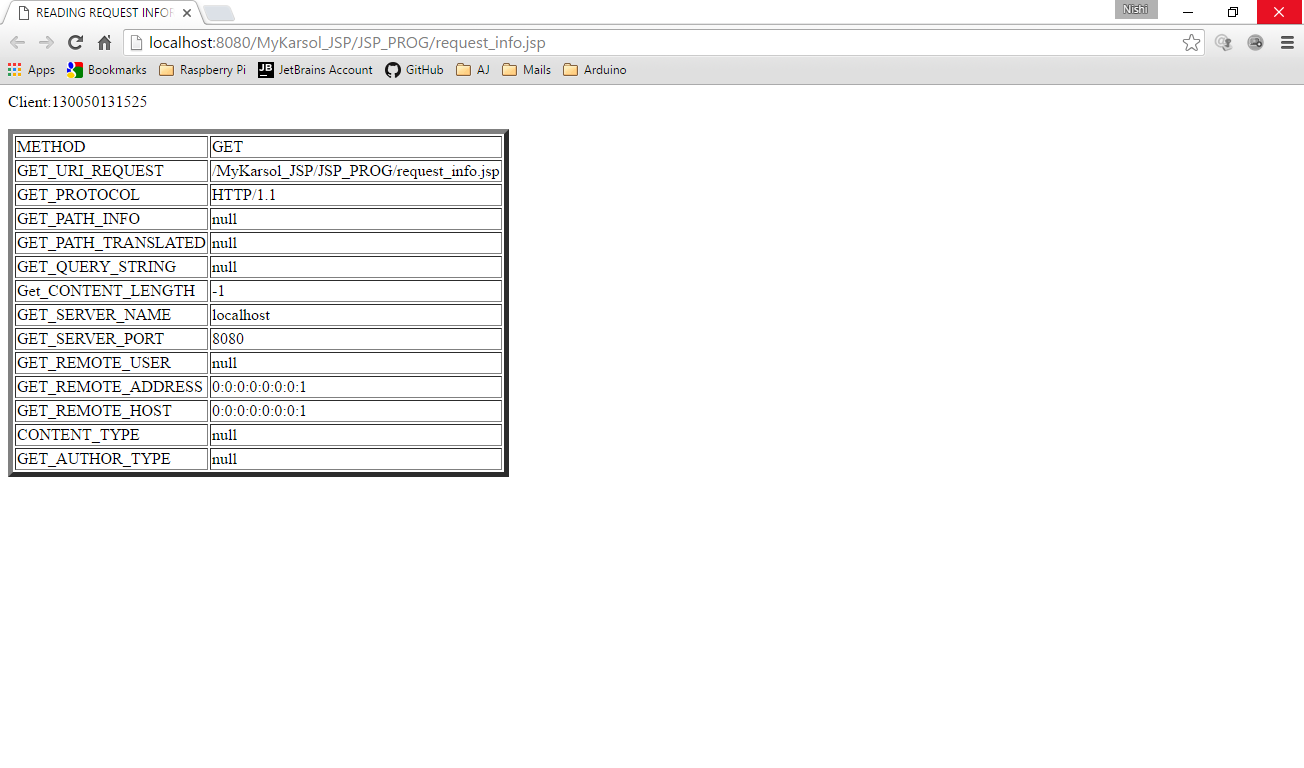 READING REQUEST INFOR
Nishi
localhost:8080/MyKarsol_JSP/JSP_PROG/request_info.jsp
Apps Bookmarks Raspberry Pi JB JetBrains Account GitHub AJ Mails Arduino
Client:130050131525
METHOD GET
GET_URI_REQUEST /MyKarsol_JSP/JSP_PROG/request_info.jsp
GET_PROTOCOL HTTP/1.1
GET_PATH_INFO null
GET_PATH_TRANSLATED null
GET_QUERY_STRING null
Get_CONTENT_LENGTH -1
GET_SERVER_NAME localhost
GET_SERVER_PORT 8080
GET_REMOTE_USER null
GET_REMOTE_ADDRESS 0:0:0:0:0:0:0:1
GET_REMOTE_HOST 0:0:0:0:0:0:0:1
CONTENT_TYPE null
GET_AUTHOR_TYPE null